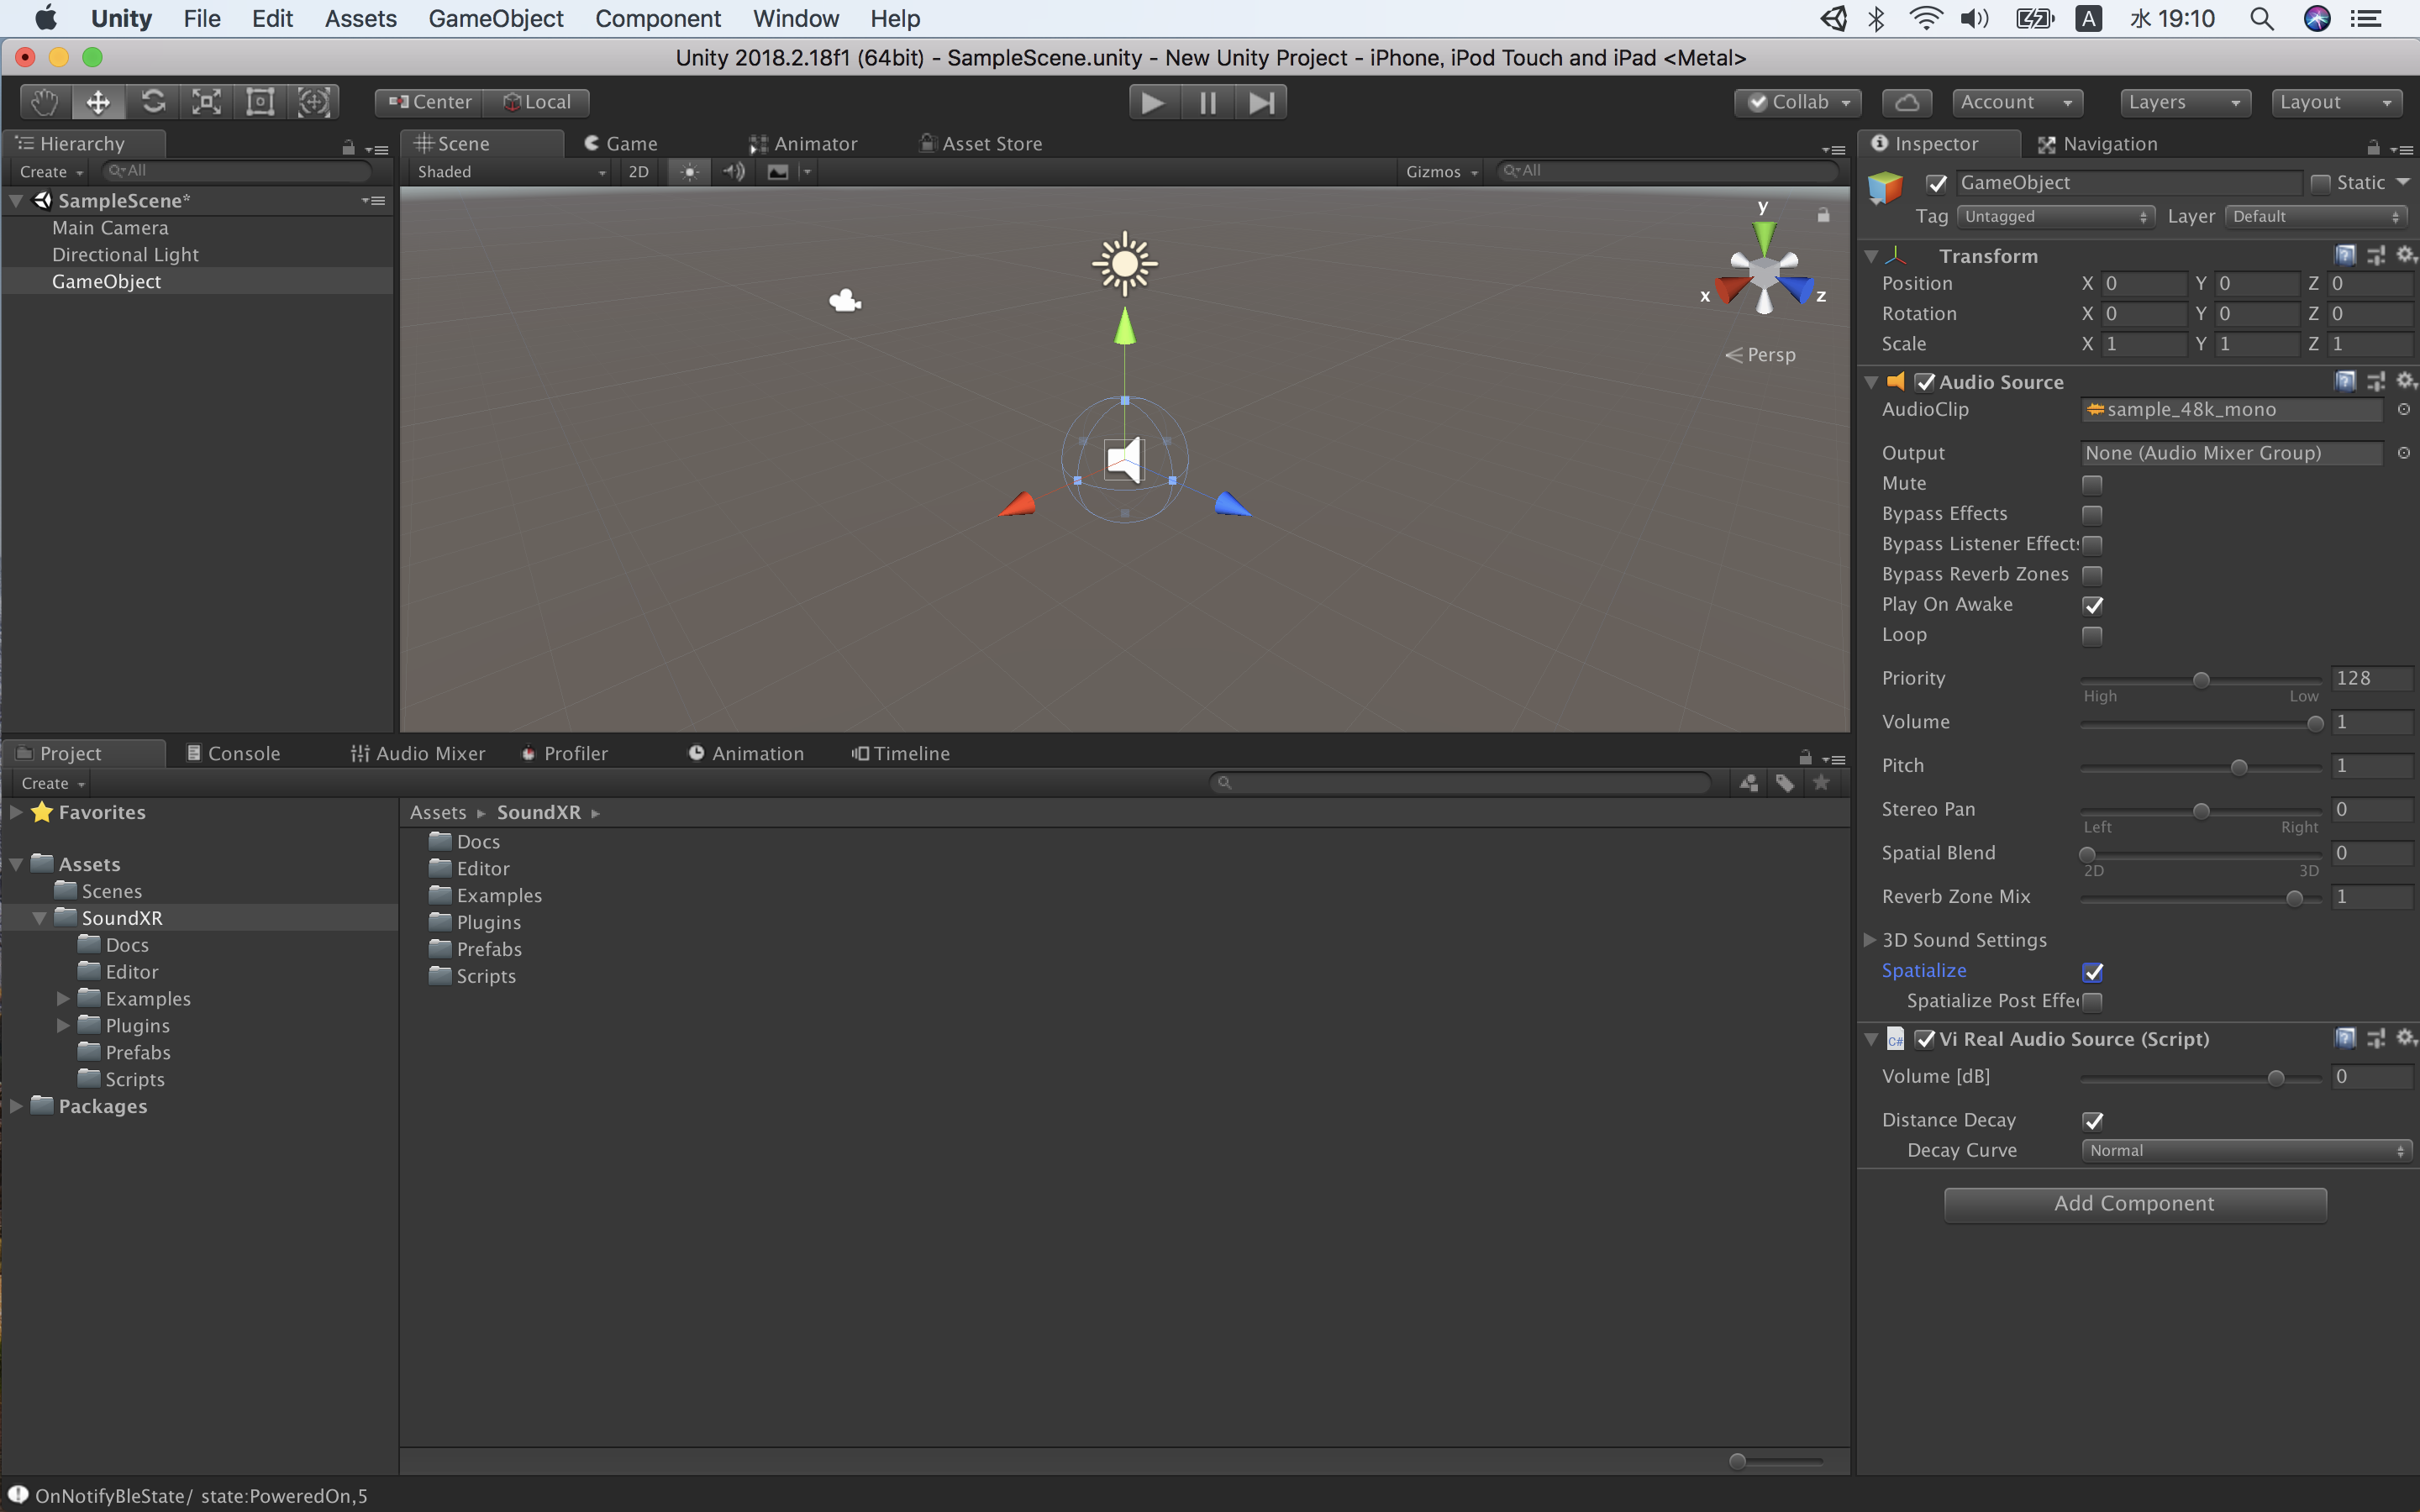 Unity File Edit Assets GameObject Component Window Help A 水 19:10
Unity 2018.2.18f1 (64bit) - SampleScene.unity - New Unity Project - iPhone, iPod Touch and iPad <Metal>
Center Local Collab Account Layers Layout
Hierarchy
Create All
SampleScene*
Main Camera
Directional Light
GameObject
Scene Game Animator Asset Store
Shaded 2D Gizmos All
y
x z
Persp
Project Console Audio Mixer Profiler Animation Timeline
Create
Favorites
Assets
Scenes
SoundXR
Docs
Editor
Examples
Plugins
Prefabs
Scripts
Packages
Assets SoundXR
Docs
Editor
Examples
Plugins
Prefabs
Scripts
Inspector Navigation
GameObject Static
Tag Untagged Layer Default
Transform
Position X 0 Y 0 Z 0
Rotation X 0 Y 0 Z 0
Scale X 1 Y 1 Z 1
Audio Source
AudioClip sample_48k_mono
Output None (Audio Mixer Group)
Mute
Bypass Effects
Bypass Listener Effects
Bypass Reverb Zones
Play On Awake
Loop
Priority 128
High Low
Volume 1
Pitch 1
Stereo Pan 0
Left Right
Spatial Blend 0
2D 3D
Reverb Zone Mix 1
3D Sound Settings
Spatialize
Spatialize Post Effe
C# Vi Real Audio Source (Script)
Volume [dB] 0
Distance Decay
Decay Curve Normal
Add Component
OnNotifyBleState/ state:PoweredOn,5